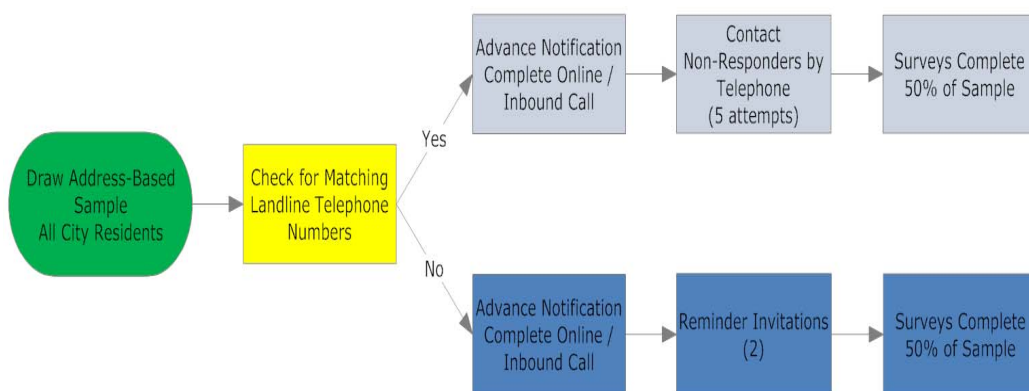 Draw Address-Based
Sample
All City Residents
Check for Matching
Landline Telephone
Numbers
Yes
Advance Notification
Complete Online /
Inbound Call
Contact
Non-Responders by
Telephone
(5 attempts)
Surveys Complete
50% of Sample
No
Advance Notification
Complete Online /
Inbound Call
Reminder Invitations
(2)
Surveys Complete
50% of Sample